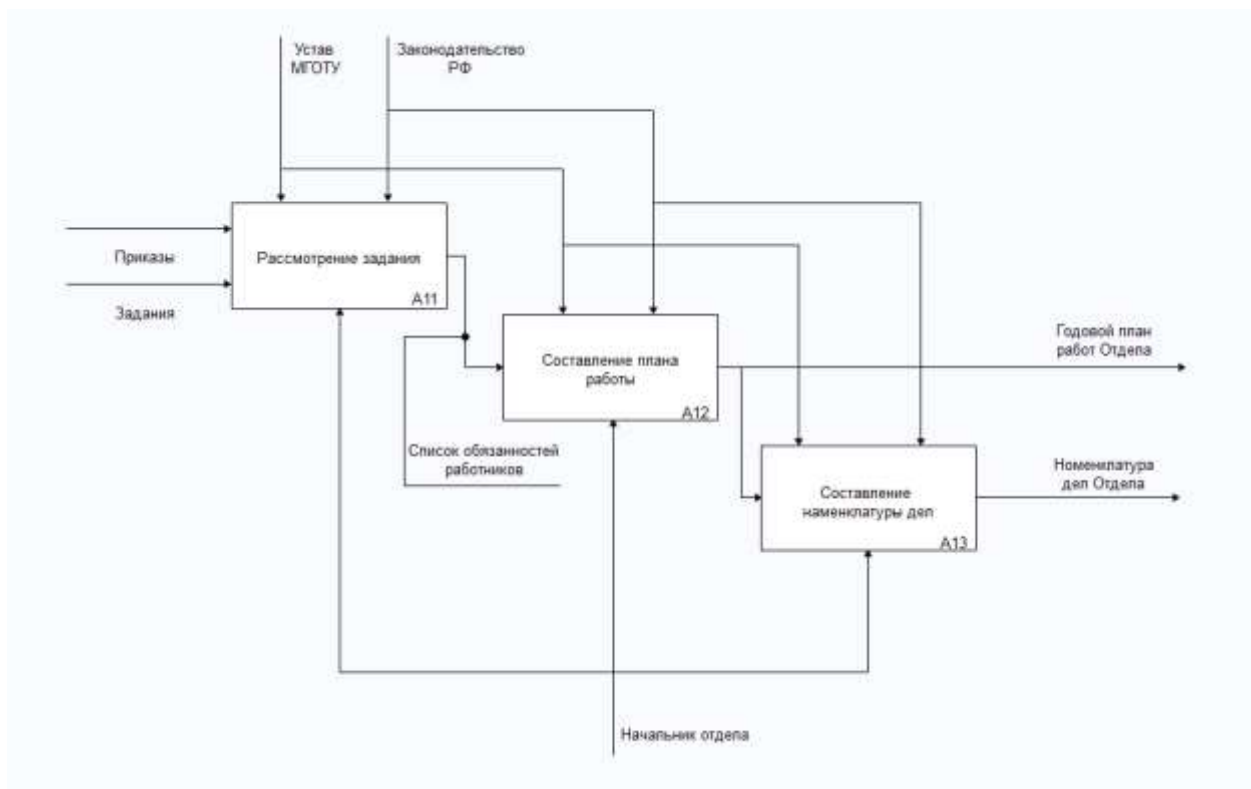 Устав
МГОТУ
Законодательство
РФ
Приказы
Задания
Рассмотрение задания
А11
Составление плана
работы
А12
Список обязанностей
работников
Годовой план
работ Отдела
Составление
наменклатуры дел
А13
Номенклатура
дел Отдела
Начальник отдела